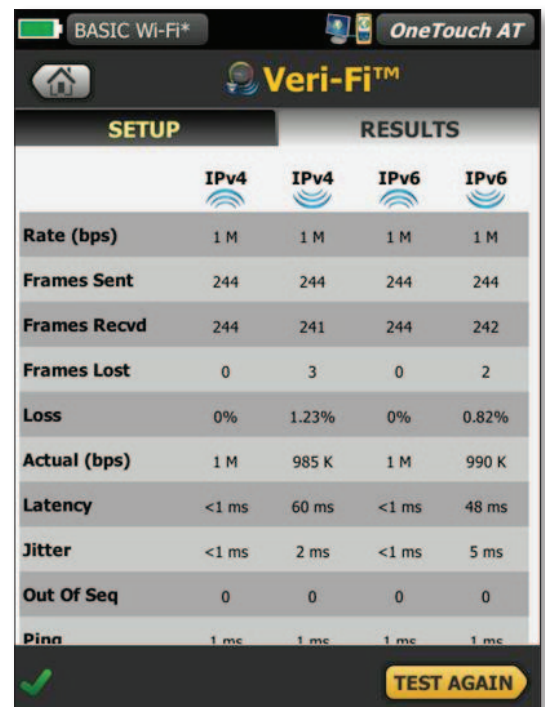 BASIC Wi-Fi* OneTouch AT
Veri-Fi™
SETUP RESULTS
IPv4 IPv4 IPv6 IPv6
Rate (bps) 1 M 1 M 1 M 1 M
Frames Sent 244 244 244 244
Frames Recvd 244 241 244 242
Frames Lost 0 3 0 2
Loss 0% 1.23% 0% 0.82%
Actual (bps) 1 M 985 K 1 M 990 K
Latency <1 ms 60 ms <1 ms 48 ms
Jitter <1 ms 2 ms <1 ms 5 ms
Out Of Seq 0 0 0 0
Ping 1 ms 1 ms 1 ms 1 ms
TEST AGAIN